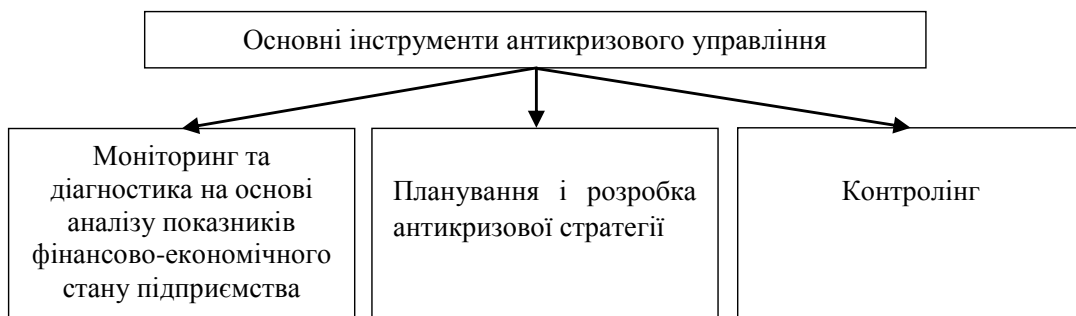 Основні інструменти антикризового управління
Моніторинг та
діагностика на основі
аналізу показників
фінансово-економічного
стану підприємства
Планування і розробка
антикризової стратегії
Контролінг